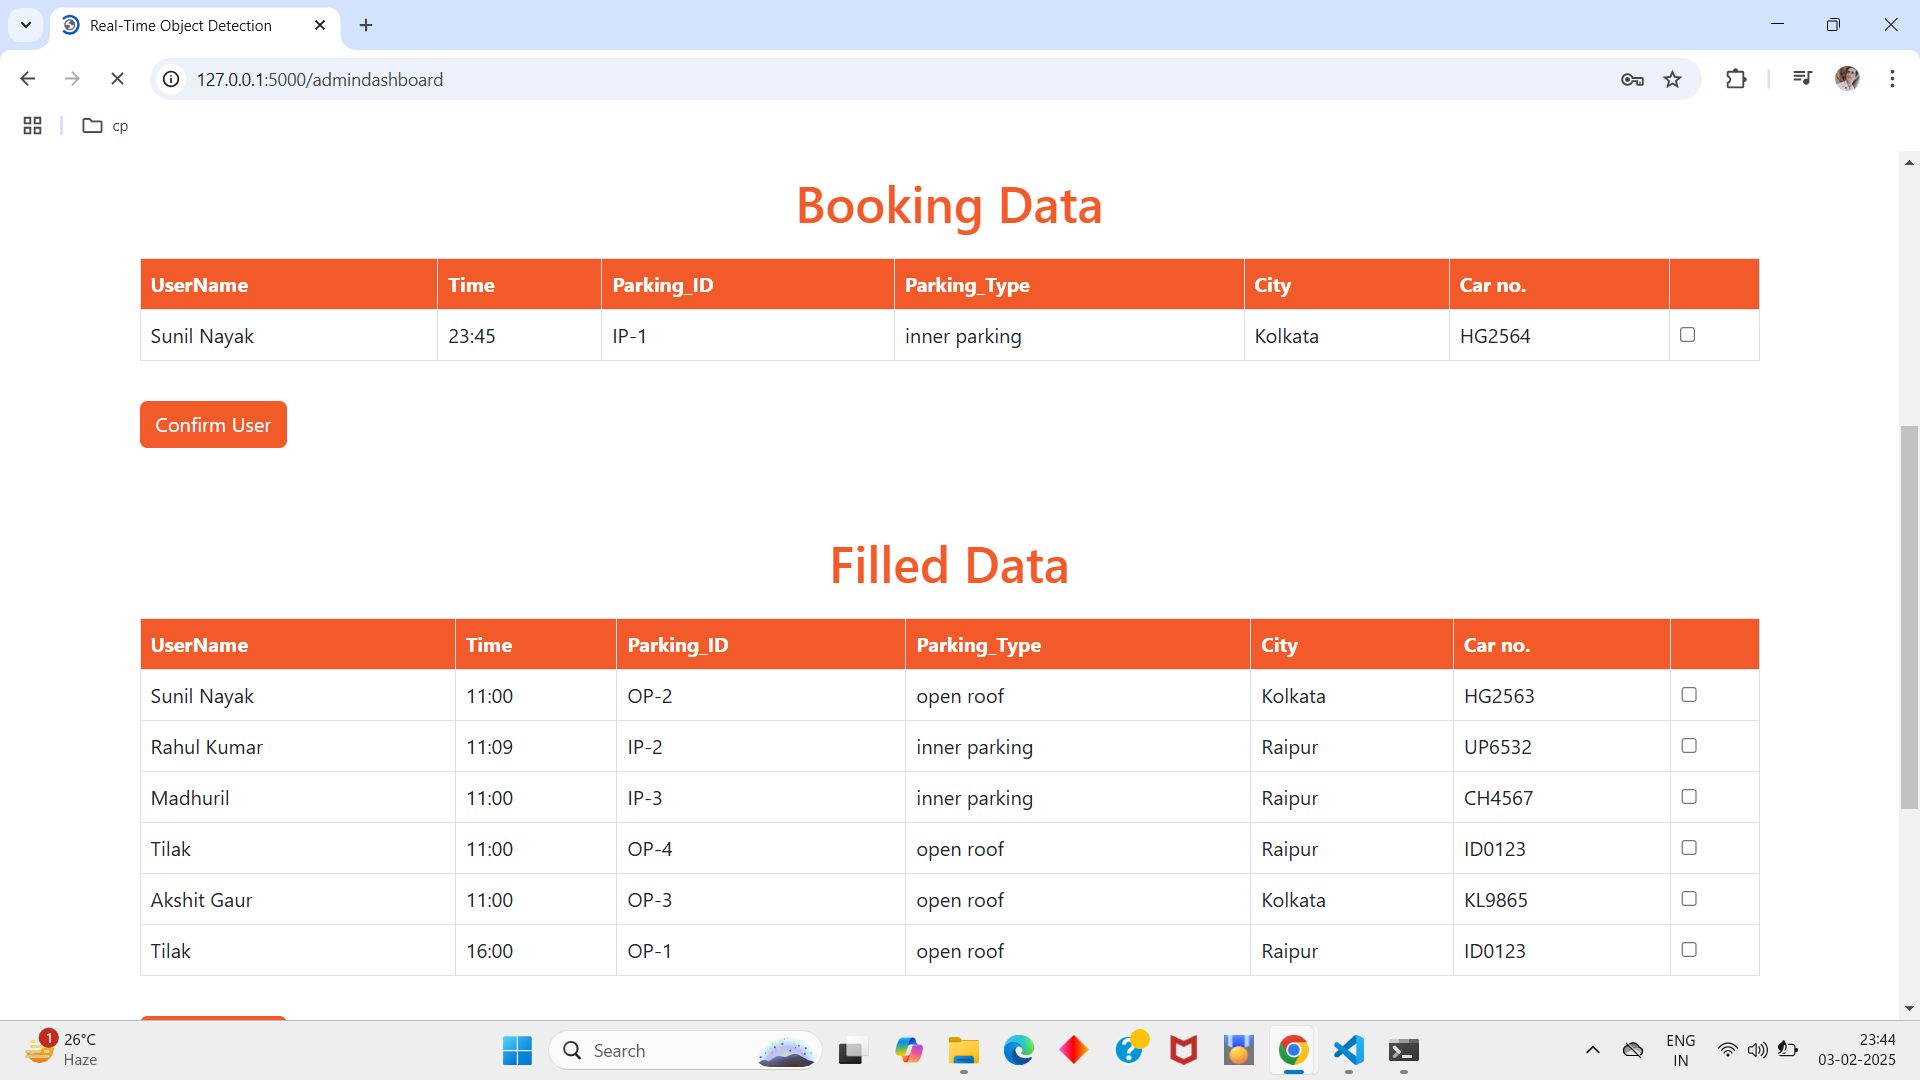 Real-Time Object Detection
127.0.0.1:5000/admindashboard
cp
Booking Data
UserName Time Parking_ID Parking_Type City Car no.
Sunil Nayak 23:45 IP-1 inner parking Kolkata HG2564
Confirm User
Filled Data
UserName Time Parking_ID Parking_Type City Car no.
Sunil Nayak 11:00 OP-2 open roof Kolkata HG2563
Rahul Kumar 11:09 IP-2 inner parking Raipur UP6532
Madhuril 11:00 IP-3 inner parking Raipur CH4567
Tilak 11:00 OP-4 open roof Raipur ID0123
Akshit Gaur 11:00 OP-3 open roof Kolkata KL9865
Tilak 16:00 OP-1 open roof Raipur ID0123
1 26°C
Haze
Search
ENG
IN
23:44
03-02-2025